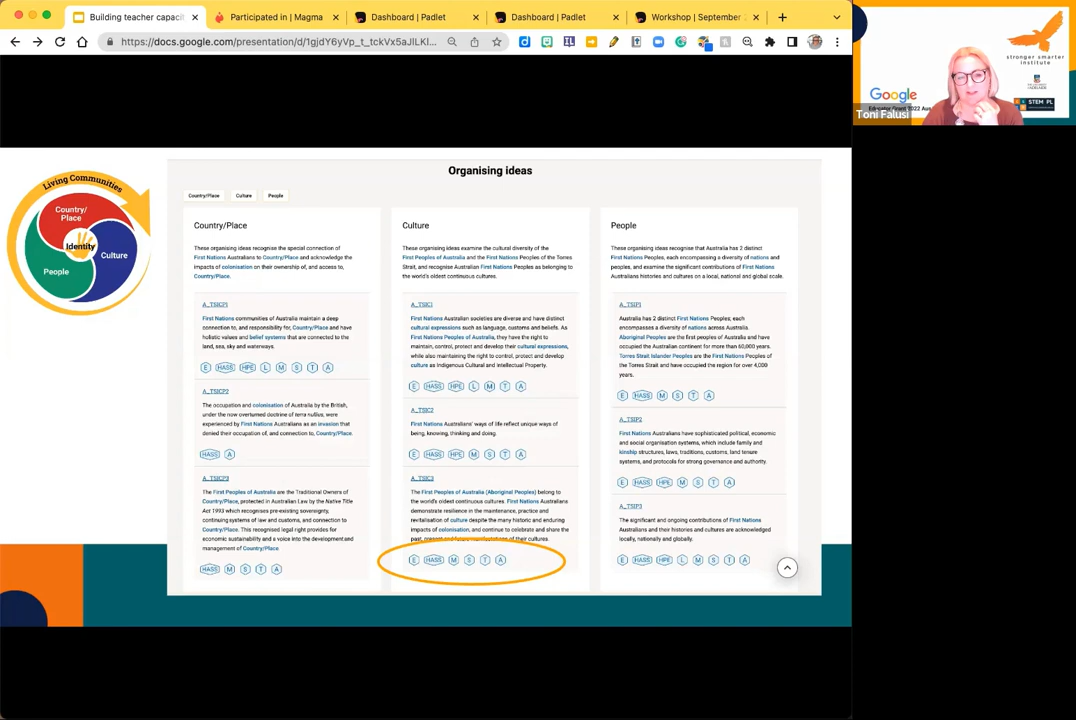 Building teacher capaci
Participated in | Magma
Dashboard | Padlet
Dashboard | Padlet
Workshop | September
https://docs.google.com/presentation/d/1gjdY6yVp_t_tckVx5aJlLKl...
stronger smarter
institute
Google
STEM PL
Toni Falusi
Living Communities
Country/
Place
Identity
Culture
People
Organising ideas
Country/Place
Culture
People
Country/Place
These organising ideas recognise the special connection of
First Nations Australians to Country/Place and acknowledge the
impacts of colonisation on their ownership of, and access to,
Country/Place.
A_TSICP1
First Nations communities of Australia maintain a deep
connection to, and responsibility for, Country/Place and have
holistic values and belief systems that are connected to the
land, sea, sky and waterways.
E HASS HPE L M S T A
A_TSICP2
The occupation and colonisation of Australia by the British,
under the now overturned doctrine of terra nullius, were
experienced by First Nations Australians as an invasion that
denied their occupation of, and connection to, Country/Place.
HASS A
A_TSICP3
The First Peoples of Australia are the Traditional Owners of
Country/Place, protected in Australian Law by the Native Title
Act 1993 which recognises pre-existing sovereignty,
continuing systems of law and customs, and connection to
Country/Place. This recognised legal right provides for
economic sustainability and a voice into the development and
management of Country/Place
HASS M S T A
Culture
These organising ideas examine the cultural diversity of the
First Peoples of Australia and the First Nations Peoples of the Torres
Strait, and recognise Australian First Nations Peoples as belonging to
the world's oldest continuous cultures.
A_TSIC1
First Nations Australian societies are diverse and have distinct
cultural expressions such as language, customs and beliefs. As
First Nations Peoples of Australia, they have the right to
maintain, control, protect and develop their cultural expressions,
while also maintaining the right to control, protect and develop
culture as Indigenous Cultural and Intellectual Property.
E HASS HPE L M T A
A_TSIC2
First Nations Australians' ways of life reflect unique ways of
being, knowing, thinking and doing.
E HASS HPE M S T A
A_TSIC3
The First Peoples of Australia (Aboriginal Peoples) belong to
the world's oldest continuous cultures. First Nations Australians
demonstrate resilience in the maintenance, practice and
revitalisation of culture despite the many historic and enduring
impacts of colonisation, and continue to celebrate and share the
past, present and future manifestations of their cultures.
E HASS M S T A
People
These organising ideas recognise that Australia has 2 distinct
First Nations Peoples, each encompassing a diversity of nations and
peoples, and examine the significant contributions of First Nations
Australians histories and cultures on a local, national and global scale.
A_TSIP1
Australia has 2 distinct First Nations Peoples; each
encompasses a diversity of nations across Australia.
Aboriginal Peoples are the first peoples of Australia and have
occupied the Australian continent for more than 60,000 years.
Torres Strait Islander Peoples are the First Nations Peoples of
the Torres Strait and have occupied the region for over 4,000
years.
E HASS M S T A
A_TSIP2
First Nations Australians have sophisticated political, economic
and social organisation systems, which include family and
kinship structures, laws, traditions, customs, land tenure
systems, and protocols for strong governance and authority.
E HASS HPE M S T A
A_TSIP3
The significant and ongoing contributions of First Nations
Australians and their histories and cultures are acknowledged
locally, nationally and globally.
E HASS HPE L M S T A